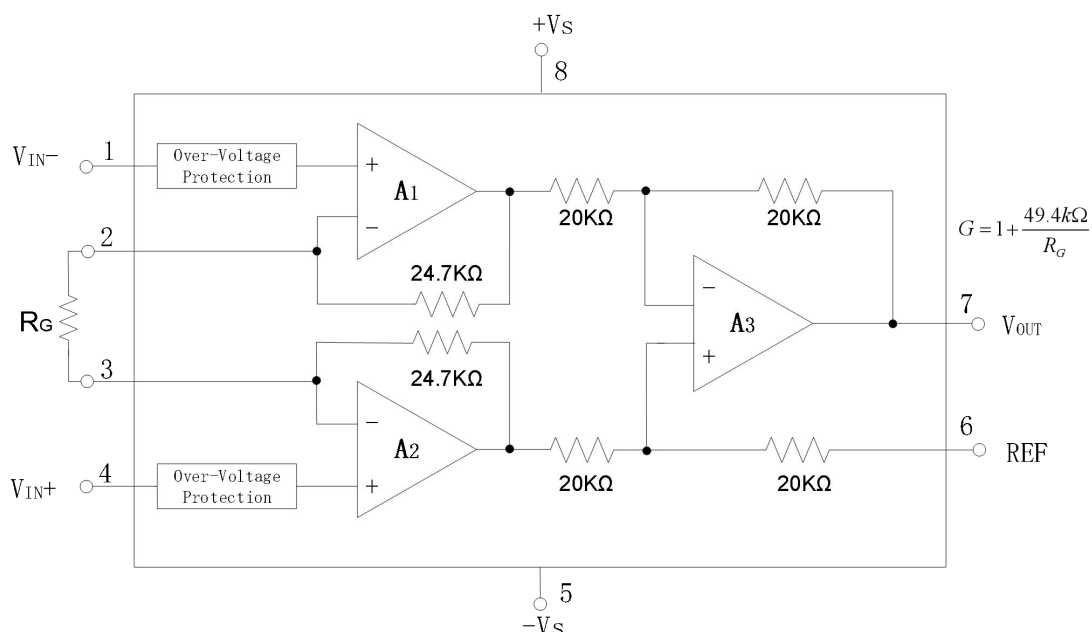 +Vs
8
VIN−
1
Over-Voltage
Protection
+
A1
−
20KΩ
20KΩ
G = 1 + 49.4kΩ / RG
2
24.7KΩ
RG
−
A3
+
7
VOUT
3
24.7KΩ
−
A2
+
6
REF
20KΩ
20KΩ
4
VIN+
Over-Voltage
Protection
5
−Vs